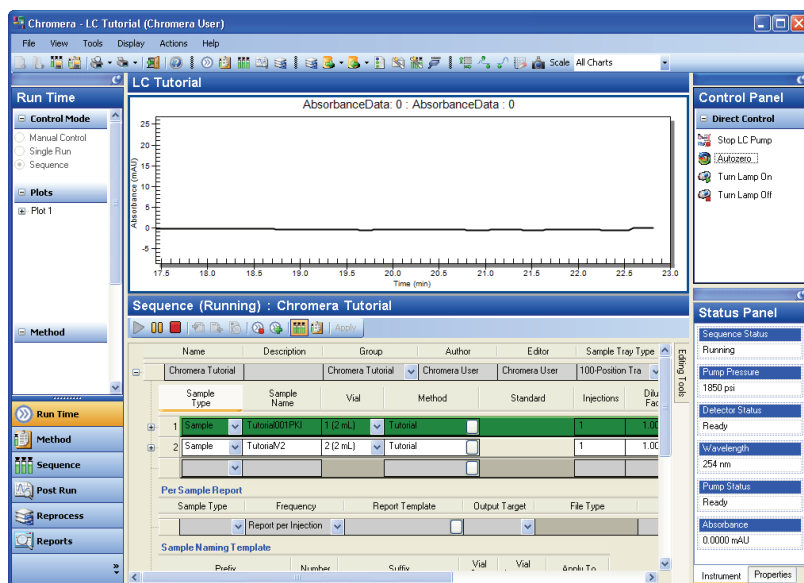 Chromera - LC Tutorial (Chromera User)
File View Tools Display Actions Help
Scale All Charts
Run Time
Control Mode
Manual Control
Single Run
Sequence
Plots
Plot 1
Method
Run Time
Method
Sequence
Post Run
Reprocess
Reports
LC Tutorial
AbsorbanceData: 0 : AbsorbanceData : 0
Absorbance (mAU)
25
20
15
10
5
0
-5
17.5 18.0 18.5 19.0 19.5 20.0 20.5 21.0 21.5 22.0 22.5 23.0
Time (min)
Sequence (Running) : Chromera Tutorial
Apply
Name Description Group Author Editor Sample Tray Type
Chromera Tutorial Chromera Tutorial Chromera User Chromera User 100-Position Tra
Sample Type Sample Name Vial Method Standard Injections Dilu Fac
1 Sample Tutorial001PKI 1 (2 mL) Tutorial 1 1.00
2 Sample TutorialV2 2 (2 mL) Tutorial 1 1.00
Per Sample Report
Sample Type Frequency Report Template Output Target File Type
Report per Injection
Sample Naming Template
Prefix Number Suffix Vial Vial Apply To
Editing Tools
Control Panel
Direct Control
Stop LC Pump
Autozero
Turn Lamp On
Turn Lamp Off
Status Panel
Sequence Status
Running
Pump Pressure
1850 psi
Detector Status
Ready
Wavelength
254 nm
Pump Status
Ready
Absorbance
0.0000 mAU
Instrument Properties